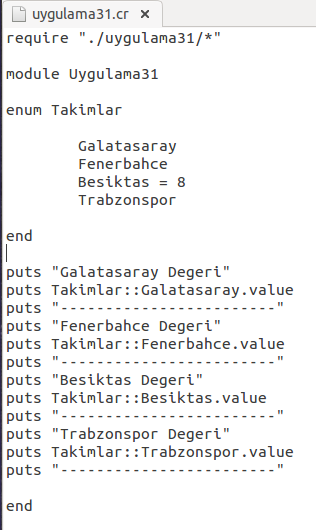 uygulama31.cr ×
require "./uygulama31/*"
module Uygulama31
enum Takimlar
Galatasaray
Fenerbahce
Besiktas = 8
Trabzonspor
end
puts "Galatasaray Degeri"
puts Takimlar::Galatasaray.value
puts "------------------------"
puts "Fenerbahce Degeri"
puts Takimlar::Fenerbahce.value
puts "------------------------"
puts "Besiktas Degeri"
puts Takimlar::Besiktas.value
puts "------------------------"
puts "Trabzonspor Degeri"
puts Takimlar::Trabzonspor.value
puts "------------------------"
end